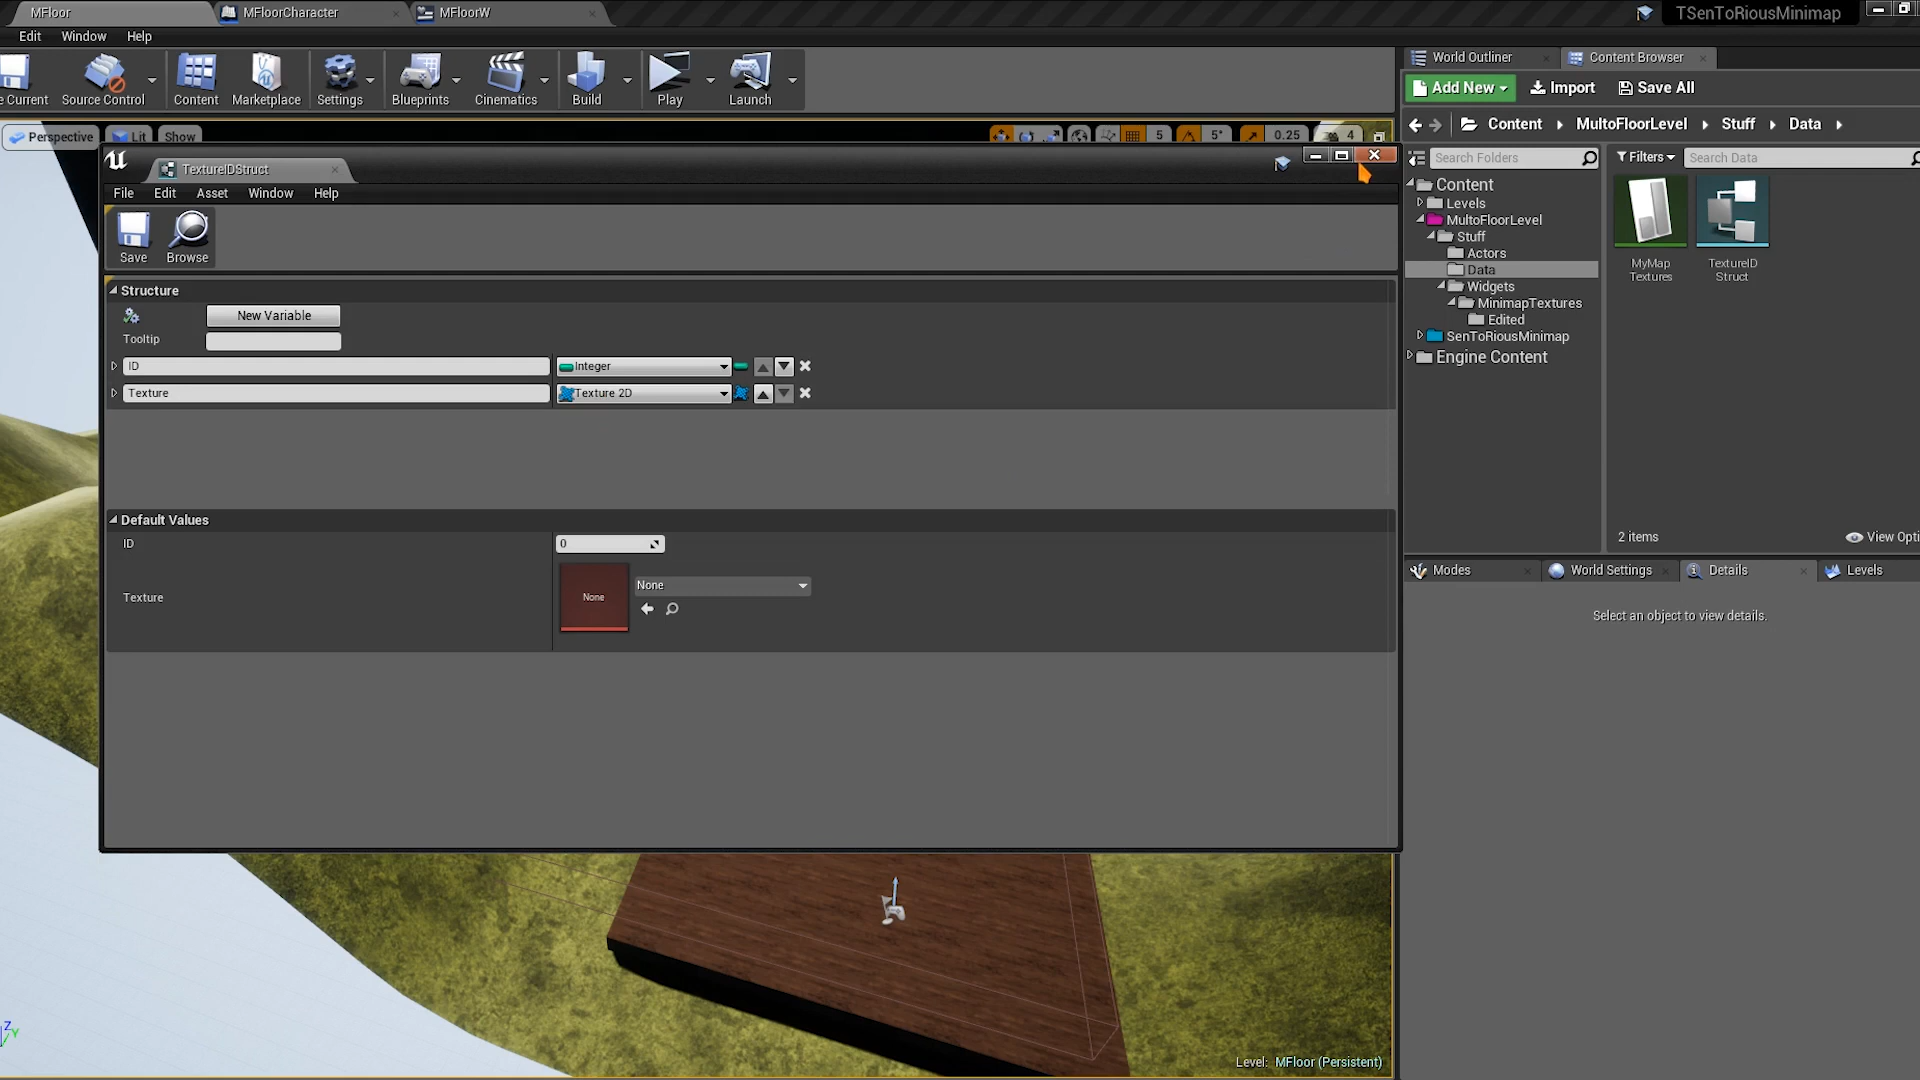 MFloor
MFloorCharacter
MFloorW
TSenToRiousMinimap
Edit
Window
Help
e Current
Source Control
Content
Marketplace
Settings
Blueprints
Cinematics
Build
Play
Launch
World Outliner
Content Browser
Add New
Import
Save All
Content
MultoFloorLevel
Stuff
Data
Perspective
Lit
Show
5
5°
0.25
4
Search Folders
Filters
Search Data
TextureIDStruct
File
Edit
Asset
Window
Help
Save
Browse
Structure
New Variable
Tooltip
ID
Integer
Texture
Texture 2D
Default Values
ID
0
Texture
None
None
Content
Levels
MultoFloorLevel
Stuff
Actors
Data
Widgets
MinimapTextures
Edited
SenToRiousMinimap
Engine Content
MyMap
Textures
TextureID
Struct
2 items
View Opti
Modes
World Settings
Details
Levels
Select an object to view details.
Level: MFloor (Persistent)
Z
Y